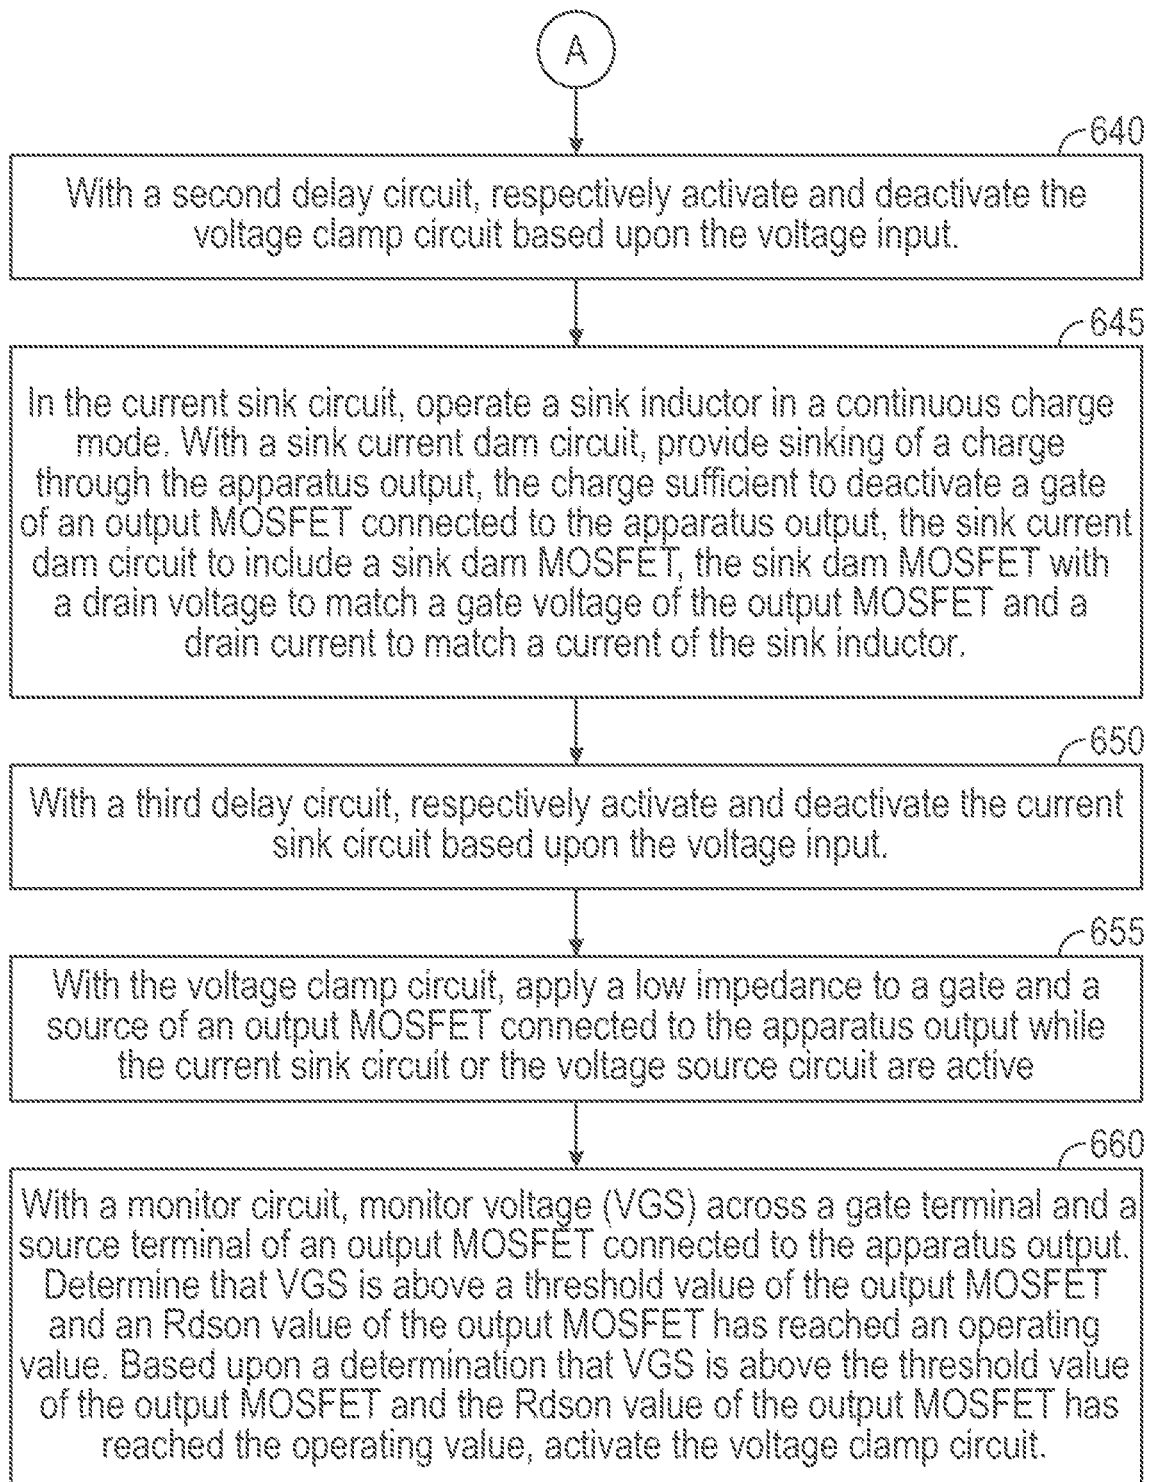 A
640
With a second delay circuit, respectively activate and deactivate the
voltage clamp circuit based upon the voltage input.
645
In the current sink circuit, operate a sink inductor in a continuous charge
mode. With a sink current dam circuit, provide sinking of a charge
through the apparatus output, the charge sufficient to deactivate a gate
of an output MOSFET connected to the apparatus output, the sink current
dam circuit to include a sink dam MOSFET, the sink dam MOSFET with
a drain voltage to match a gate voltage of the output MOSFET and a
drain current to match a current of the sink inductor.
650
With a third delay circuit, respectively activate and deactivate the current
sink circuit based upon the voltage input.
655
With the voltage clamp circuit, apply a low impedance to a gate and a
source of an output MOSFET connected to the apparatus output while
the current sink circuit or the voltage source circuit are active
660
With a monitor circuit, monitor voltage (VGS) across a gate terminal and a
source terminal of an output MOSFET connected to the apparatus output.
Determine that VGS is above a threshold value of the output MOSFET
and an Rdson value of the output MOSFET has reached an operating
value. Based upon a determination that VGS is above the threshold value
of the output MOSFET and the Rdson value of the output MOSFET has
reached the operating value, activate the voltage clamp circuit.